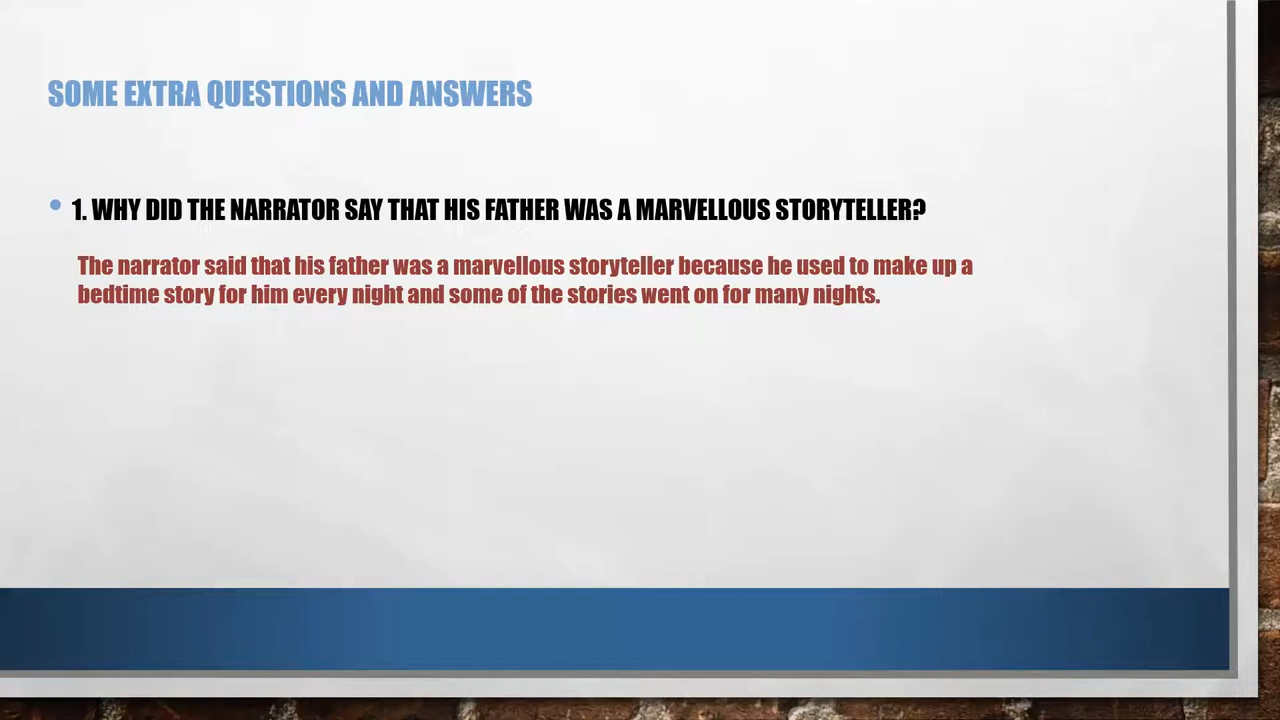 SOME EXTRA QUESTIONS AND ANSWERS
• 1. WHY DID THE NARRATOR SAY THAT HIS FATHER WAS A MARVELLOUS STORYTELLER?
The narrator said that his father was a marvellous storyteller because he used to make up a
bedtime story for him every night and some of the stories went on for many nights.